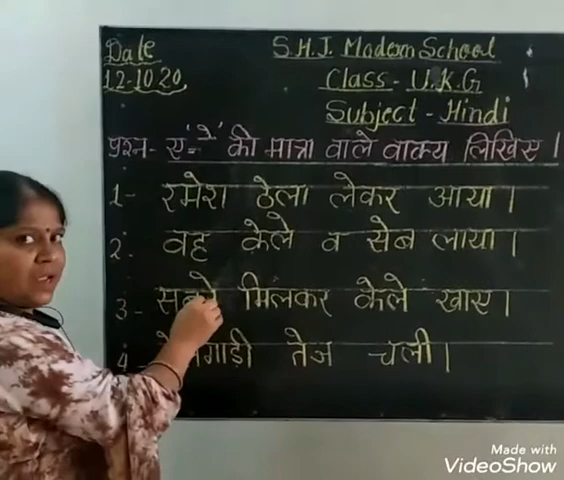 Date
12-10.20
S.H.J. Modern School
Class - U.K.G
Subject - Hindi
प्रश्न- ए-'े' की मात्रा वाले वाक्य लिखिए।
1- रमेश ठेला लेकर आया।
2. वह केले व सेब लाया।
3- सबने मिलकर केले खाए।
4 तेज चली।
Made with
VideoShow